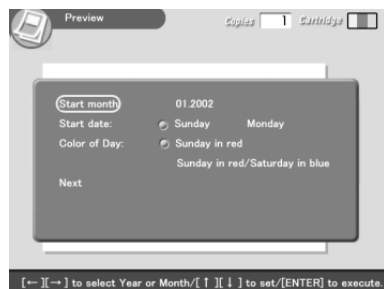 Preview Copies 1 Cartridge
Start month 01.2002
Start date: Sunday Monday
Color of Day: Sunday in red
Sunday in red/Saturday in blue
Next
[←][→] to select Year or Month/[↑][↓] to set/[ENTER] to execute.